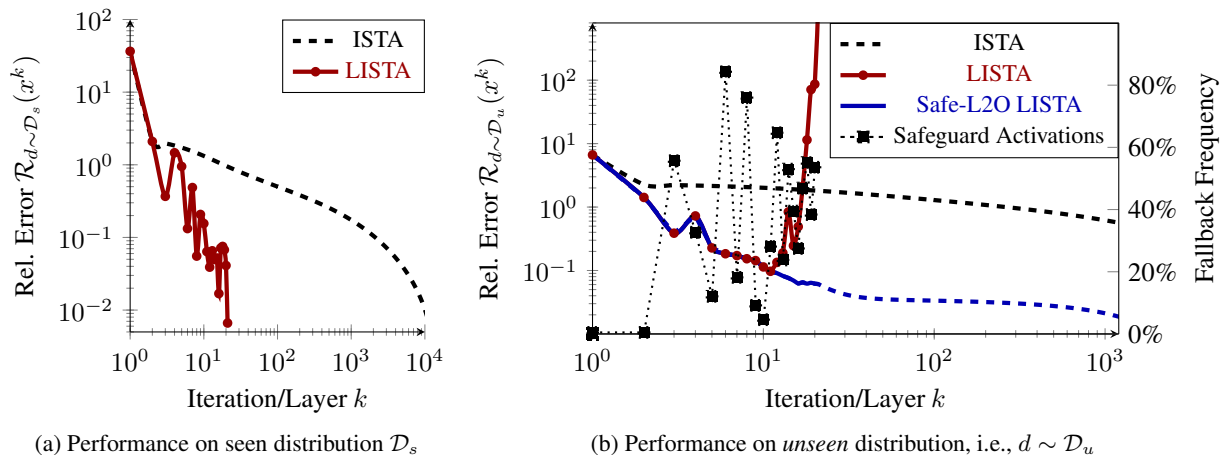 10^2
10^1
10^0
10^{-1}
10^{-2}
Rel. Error R_{d∼D_s}(x^k)
ISTA
LISTA
10^0 10^1 10^2 10^3 10^4
Iteration/Layer k
(a) Performance on seen distribution D_s
10^2
10^1
10^0
10^{-1}
Rel. Error R_{d∼D_u}(x^k)
ISTA
LISTA
Safe-L2O LISTA
Safeguard Activations
80%
60%
40%
20%
0%
Fallback Frequency
10^0 10^1 10^2 10^3
Iteration/Layer k
(b) Performance on unseen distribution, i.e., d ∼ D_u